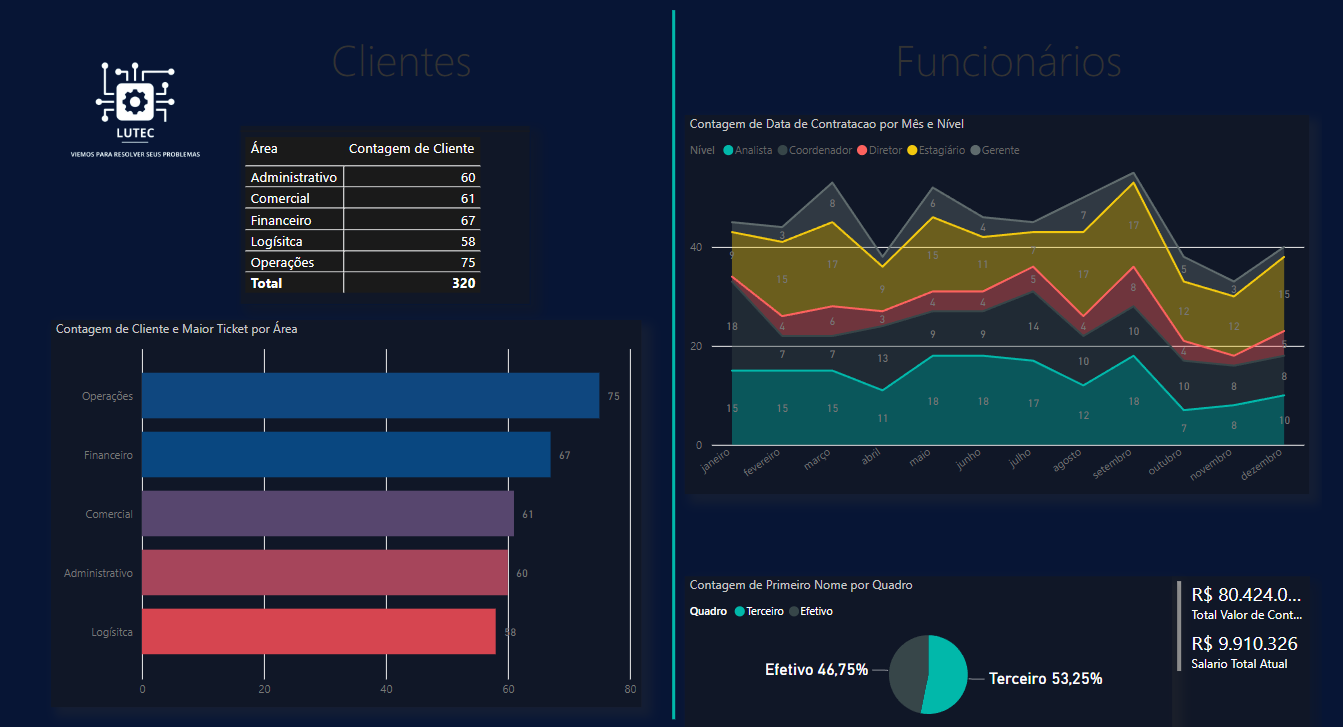 Clientes
LUTEC
VIEMOS PARA RESOLVER SEUS PROBLEMAS
Área Contagem de Cliente
Administrativo 60
Comercial 61
Financeiro 67
Logísitca 58
Operações 75
Total 320
Contagem de Cliente e Maior Ticket por Área
Operações 75
Financeiro 67
Comercial 61
Administrativo 60
Logísitca 58
0 20 40 60 80
Funcionários
Contagem de Data de Contratacao por Mês e Nível
Nível Analista Coordenador Diretor Estagiário Gerente
8 6 4 7 5 3
3
9 15 17 9 15 11 7 17 17 12 12 15
4 6 3 4 4 5 4 8 4 5
18 7 7 13 9 9 14 10 10 10 8 8
15 15 15 11 18 18 17 12 18 7 8 10
40
20
0
janeiro fevereiro março abril maio junho julho agosto setembro outubro novembro dezembro
Contagem de Primeiro Nome por Quadro
Quadro Terceiro Efetivo
Efetivo 46,75%
Terceiro 53,25%
R$ 80.424.0...
Total Valor de Cont...
R$ 9.910.326
Salario Total Atual